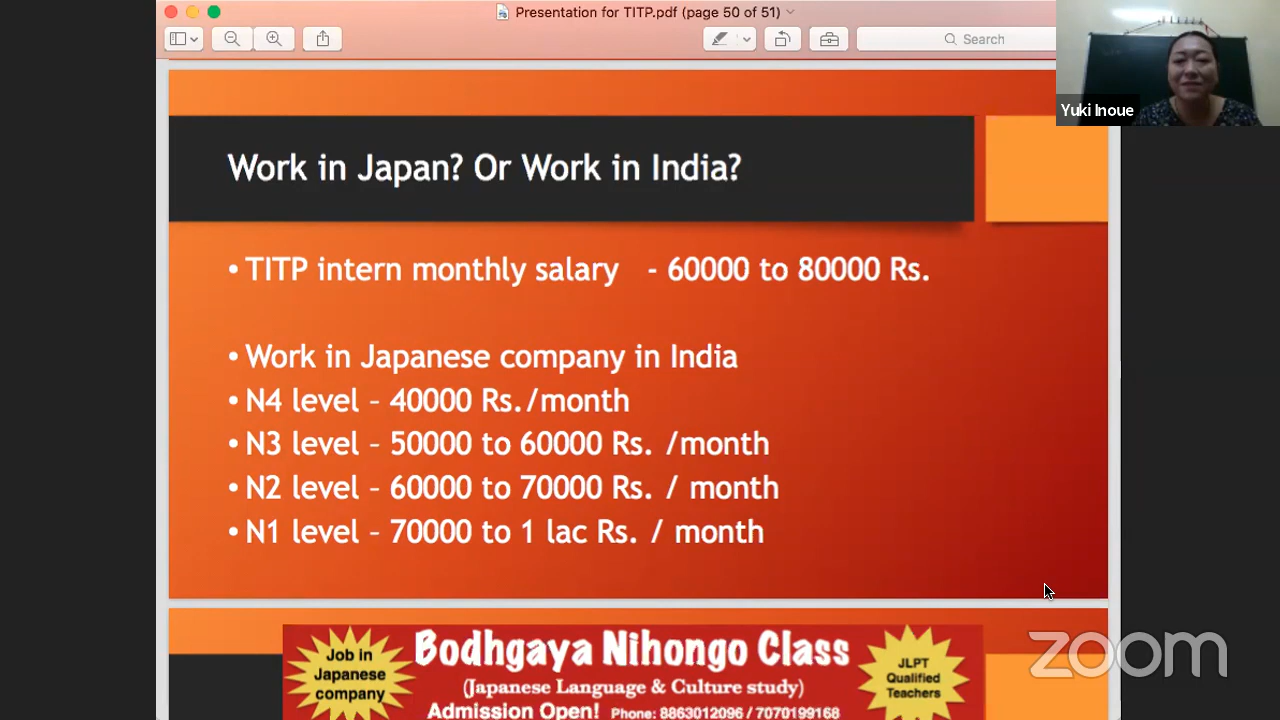 Presentation for TITP.pdf (page 50 of 51)
Search
Yuki Inoue
Work in Japan? Or Work in India?
• TITP intern monthly salary - 60000 to 80000 Rs.
• Work in Japanese company in India
• N4 level – 40000 Rs./month
• N3 level – 50000 to 60000 Rs. /month
• N2 level – 60000 to 70000 Rs. / month
• N1 level – 70000 to 1 lac Rs. / month
Job in
Japanese
company
Bodhgaya Nihongo Class
(Japanese Language & Culture study)
Admission Open! Phone: 8863012096 / 7070199168
JLPT
Qualified
Teachers
zoom